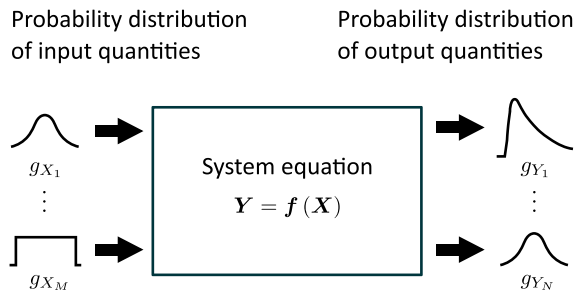 Probability distribution
of input quantities
Probability distribution
of output quantities
System equation
Y = f (X)
g_{X_1}
⋮
g_{X_M}
g_{Y_1}
⋮
g_{Y_N}